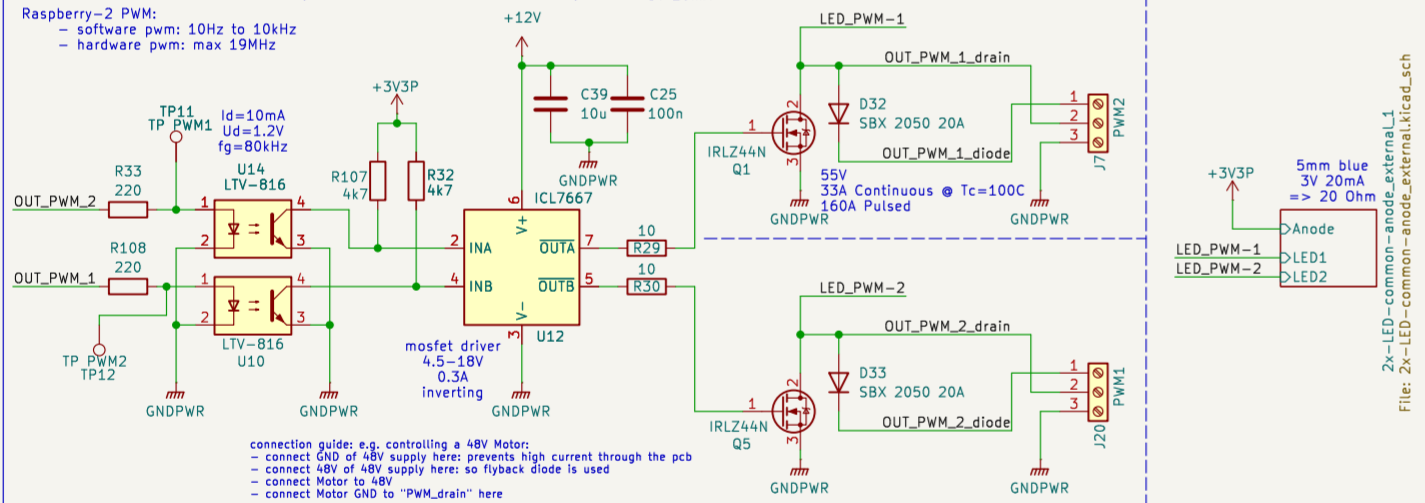 Raspberry-2 PWM:
- software pwm: 10Hz to 10kHz
- hardware pwm: max 19MHz
TP11
TP_PWM1
Id=10mA
Ud=1.2V
fg=80kHz
R33
220
OUT_PWM_2
U14
LTV-816
1
2
4
3
R108
220
OUT_PWM_1
1
2
4
3
LTV-816
U10
TP_PWM2
TP12
GNDPWR
GNDPWR
+3V3P
R107
4k7
R32
4k7
+12V
C39
10u
C25
100n
GNDPWR
ICL7667
6
V+
2
INA
OUTA
7
4
INB
OUTB
5
V-
3
U12
GNDPWR
mosfet driver
4.5-18V
0.3A
inverting
10
R29
10
R30
LED_PWM-1
OUT_PWM_1_drain
2
1
3
IRLZ44N
Q1
D32
SBX 2050 20A
OUT_PWM_1_diode
55V
33A Continuous @ Tc=100C
160A Pulsed
GNDPWR
GNDPWR
1
2
3
PWM2
J7
LED_PWM-2
OUT_PWM_2_drain
2
1
3
IRLZ44N
Q5
D33
SBX 2050 20A
OUT_PWM_2_diode
GNDPWR
GNDPWR
1
2
3
PWM1
J20
connection guide: e.g. controlling a 48V Motor:
- connect GND of 48V supply here: prevents high current through the pcb
- connect 48V of 48V supply here: so flyback diode is used
- connect Motor to 48V
- connect Motor GND to "PWM_drain" here
+3V3P
5mm blue
3V 20mA
=> 20 Ohm
Anode
LED_PWM-1
LED1
LED_PWM-2
LED2
2x-LED-common-anode_external_1
File: 2x-LED-common-anode_external.kicad_sch